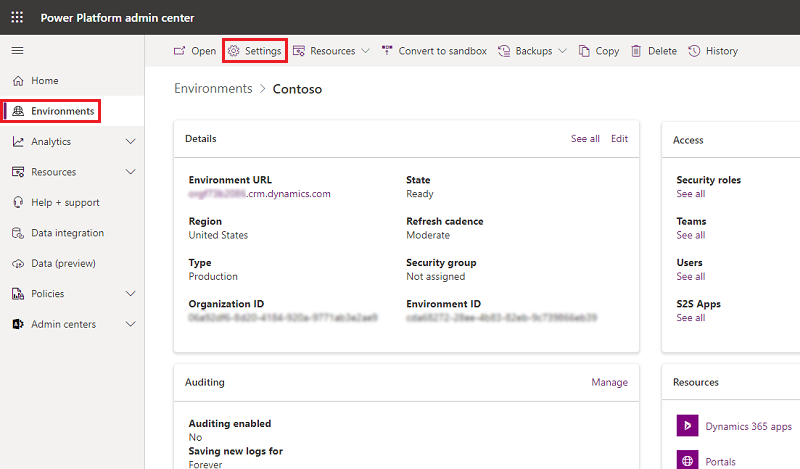 Power Platform admin center
Open Settings Resources Convert to sandbox Backups Copy Delete History
Home
Environments
Analytics
Resources
Help + support
Data integration
Data (preview)
Policies
Admin centers
Environments > Contoso
Details See all Edit
Environment URL
.crm.dynamics.com
State
Ready
Region
United States
Refresh cadence
Moderate
Type
Production
Security group
Not assigned
Organization ID
Environment ID
Auditing Manage
Auditing enabled
No
Saving new logs for
Forever
Access
Security roles
See all
Teams
See all
Users
See all
S2S Apps
See all
Resources
Dynamics 365 apps
Portals